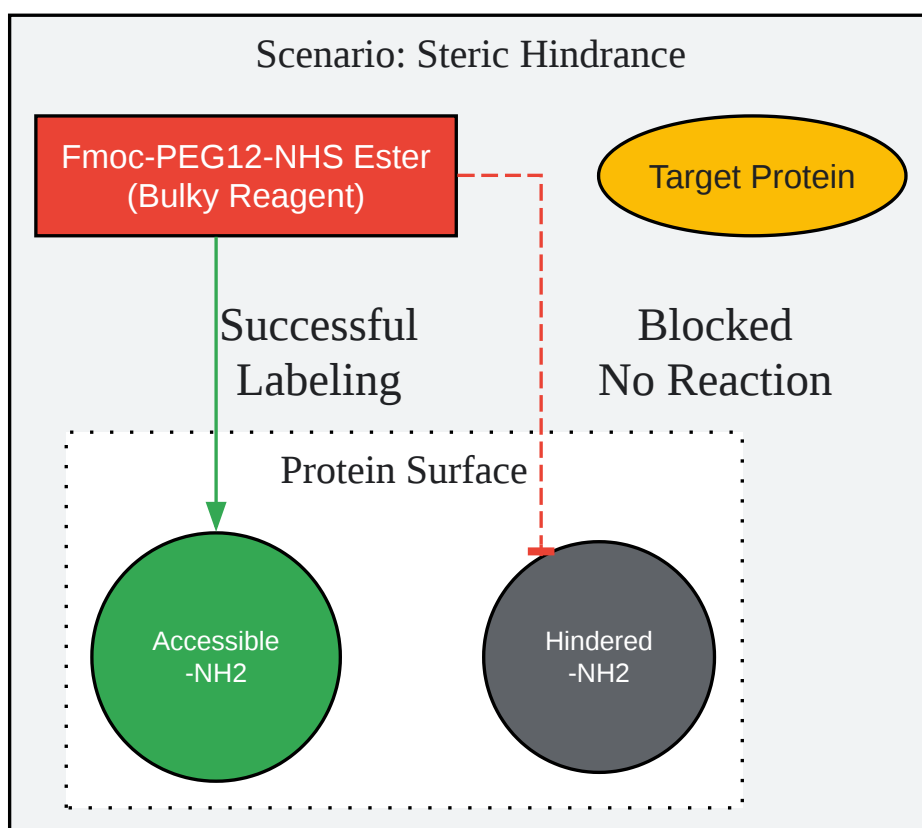 Scenario: Steric Hindrance
Fmoc-PEG12-NHS Ester
(Bulky Reagent)
Target Protein
Successful
Labeling
Blocked
No Reaction
Protein Surface
Accessible
-NH2
Hindered
-NH2